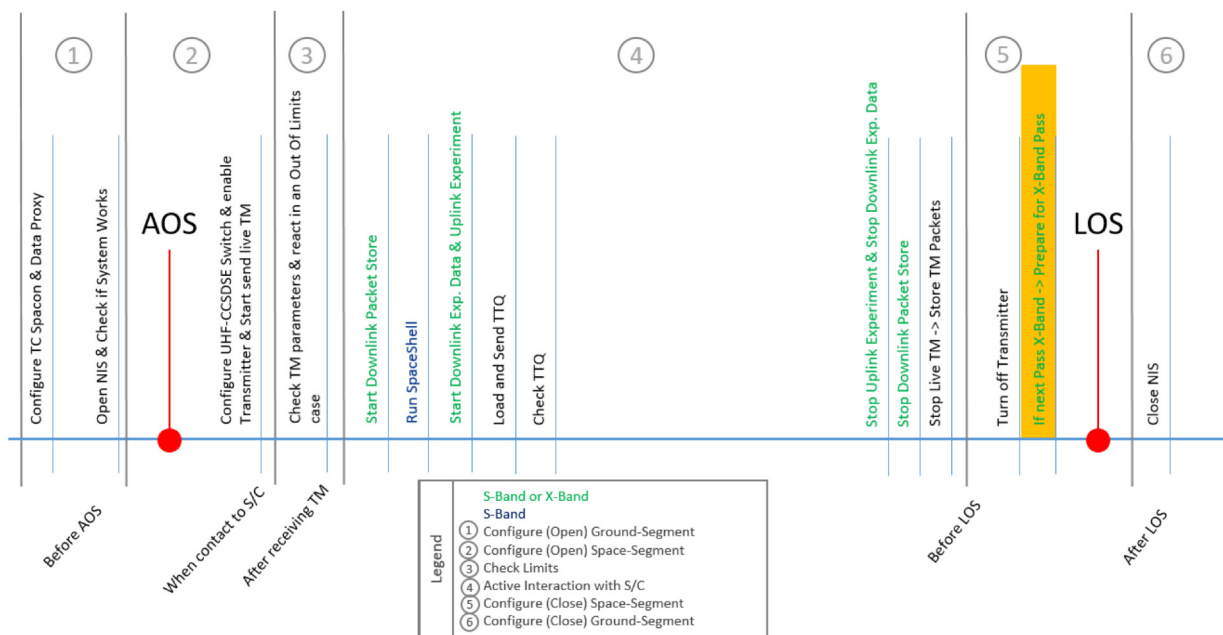 1
2
3
4
5
6
Configure TC Spacon & Data Proxy
Open NIS & Check if System Works
AOS
Configure UHF-CCSDSE Switch & enable
Transmitter & Start send live TM
Check TM parameters & react in an Out Of Limits
case
Start Downlink Packet Store
Run SpaceShell
Start Downlink Exp. Data & Uplink Experiment
Load and Send TTQ
Check TTQ
Stop Uplink Experiment & Stop Downlink Exp. Data
Stop Downlink Packet Store
Stop Live TM -> Store TM Packets
Turn off Transmitter
If next Pass X-Band -> Prepare for X-Band Pass
LOS
Close NIS
Before AOS
When contact to S/C
After receiving TM
Before LOS
After LOS
Legend
S-Band or X-Band
S-Band
1 Configure (Open) Ground-Segment
2 Configure (Open) Space-Segment
3 Check Limits
4 Active Interaction with S/C
5 Configure (Close) Space-Segment
6 Configure (Close) Ground-Segment